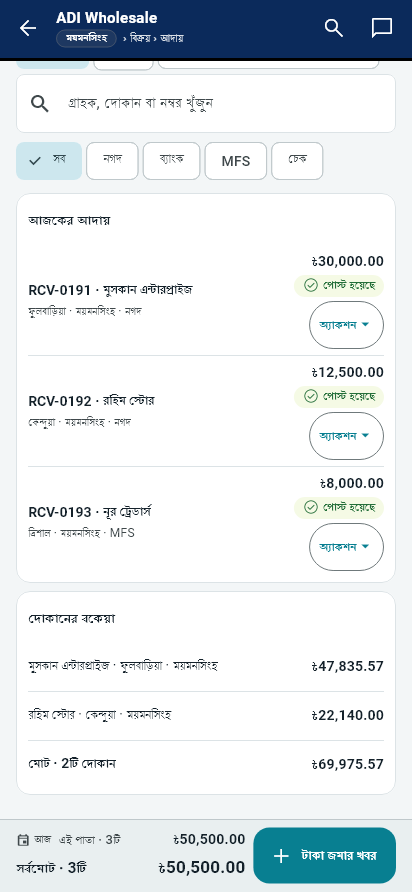 ADI Wholesale
ময়মনসিংহ › বিক্রয় › আদায়
গ্রাহক, দোকান বা নম্বর খুঁজুন
সব
নগদ
ব্যাংক
MFS
চেক
আজকের আদায়
৳30,000.00
RCV-0191 · মুসকান এন্টারপ্রাইজ
পোস্ট হয়েছে
ফুলবাড়িয়া · ময়মনসিংহ · নগদ
অ্যাকশন
৳12,500.00
RCV-0192 · রহিম স্টোর
পোস্ট হয়েছে
কেন্দুয়া · ময়মনসিংহ · নগদ
অ্যাকশন
৳8,000.00
RCV-0193 · নূর ট্রেডার্স
পোস্ট হয়েছে
ত্রিশাল · ময়মনসিংহ · MFS
অ্যাকশন
দোকানের বকেয়া
মুসকান এন্টারপ্রাইজ · ফুলবাড়িয়া · ময়মনসিংহ ৳47,835.57
রহিম স্টোর · কেন্দুয়া · ময়মনসিংহ ৳22,140.00
মোট · 2টি দোকান ৳69,975.57
আজ এই পাতা · 3টি ৳50,500.00
সর্বমোট · 3টি ৳50,500.00
টাকা জমার খবর